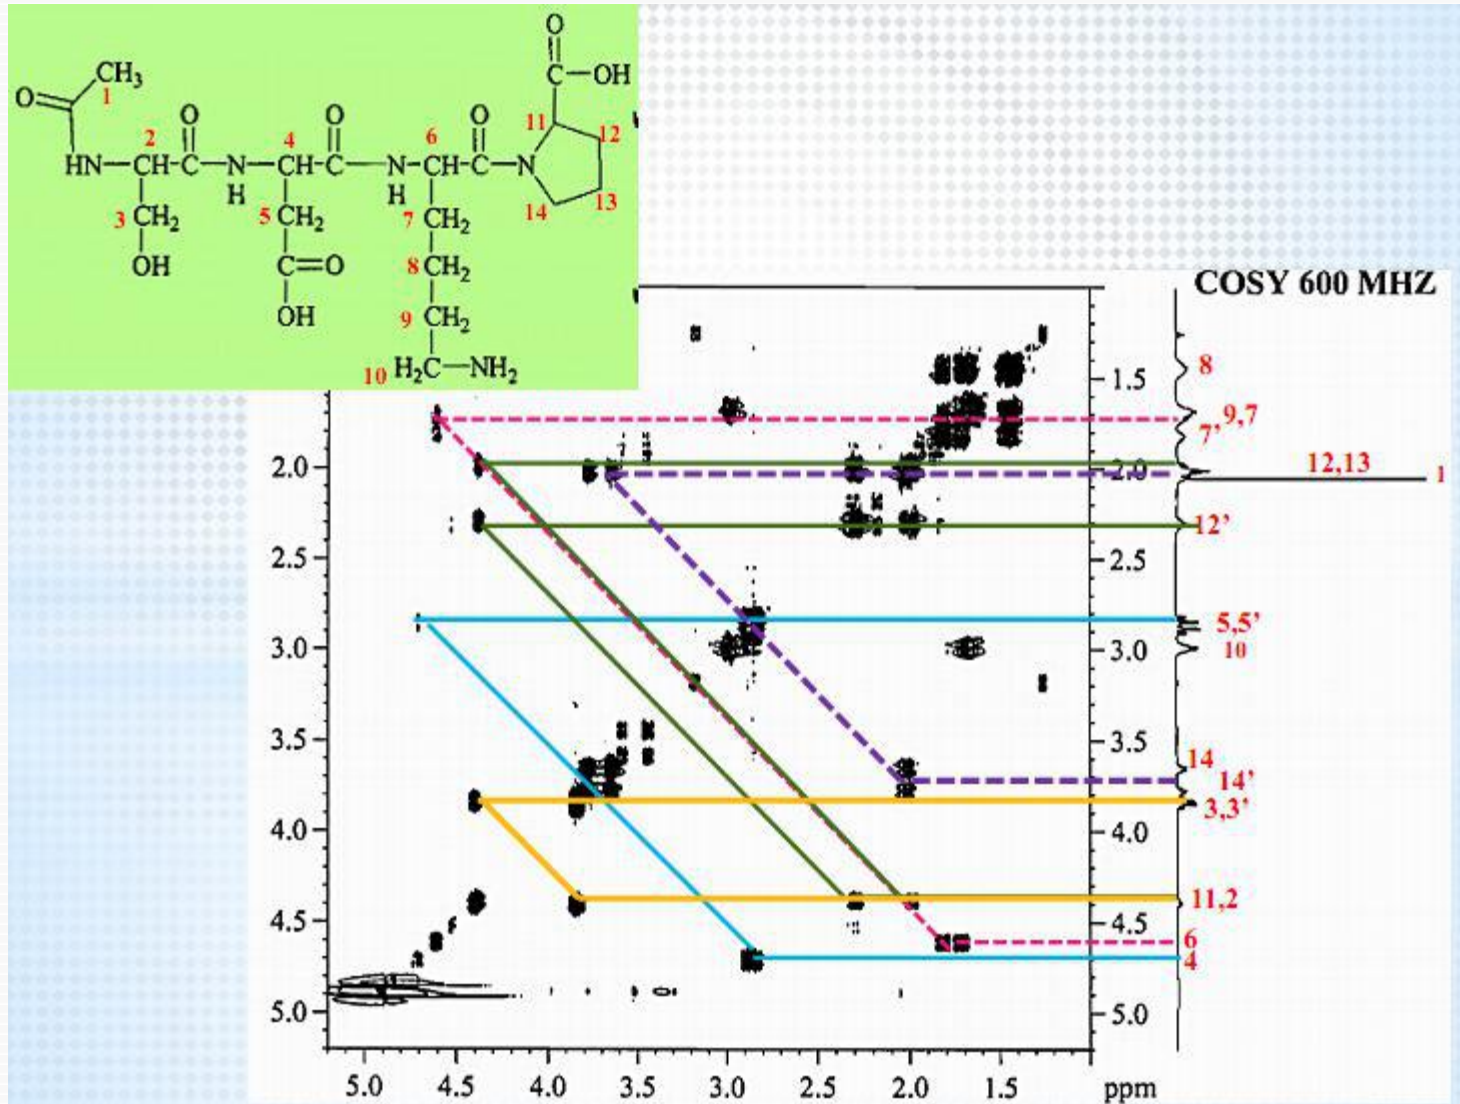 O
O
CH3
1
C—OH
O
O
O
O
2
4
6
11
12
HN—CH—C—N—CH—C—N—CH—C—N
H
H
14
13
3
CH2
5
CH2
7
CH2
OH
C=O
8
CH2
OH
9
CH2
10
H2C—NH2
COSY 600 MHZ
8
1.5
9,7
7’
2.0
2.0
12,13
1
12’
2.5
2.5
5,5’
3.0
3.0
10
3.5
3.5
14
14’
3,3’
4.0
4.0
11,2
4.5
4.5
6
4
5.0
5.0
5.0 4.5 4.0 3.5 3.0 2.5 2.0 1.5 ppm